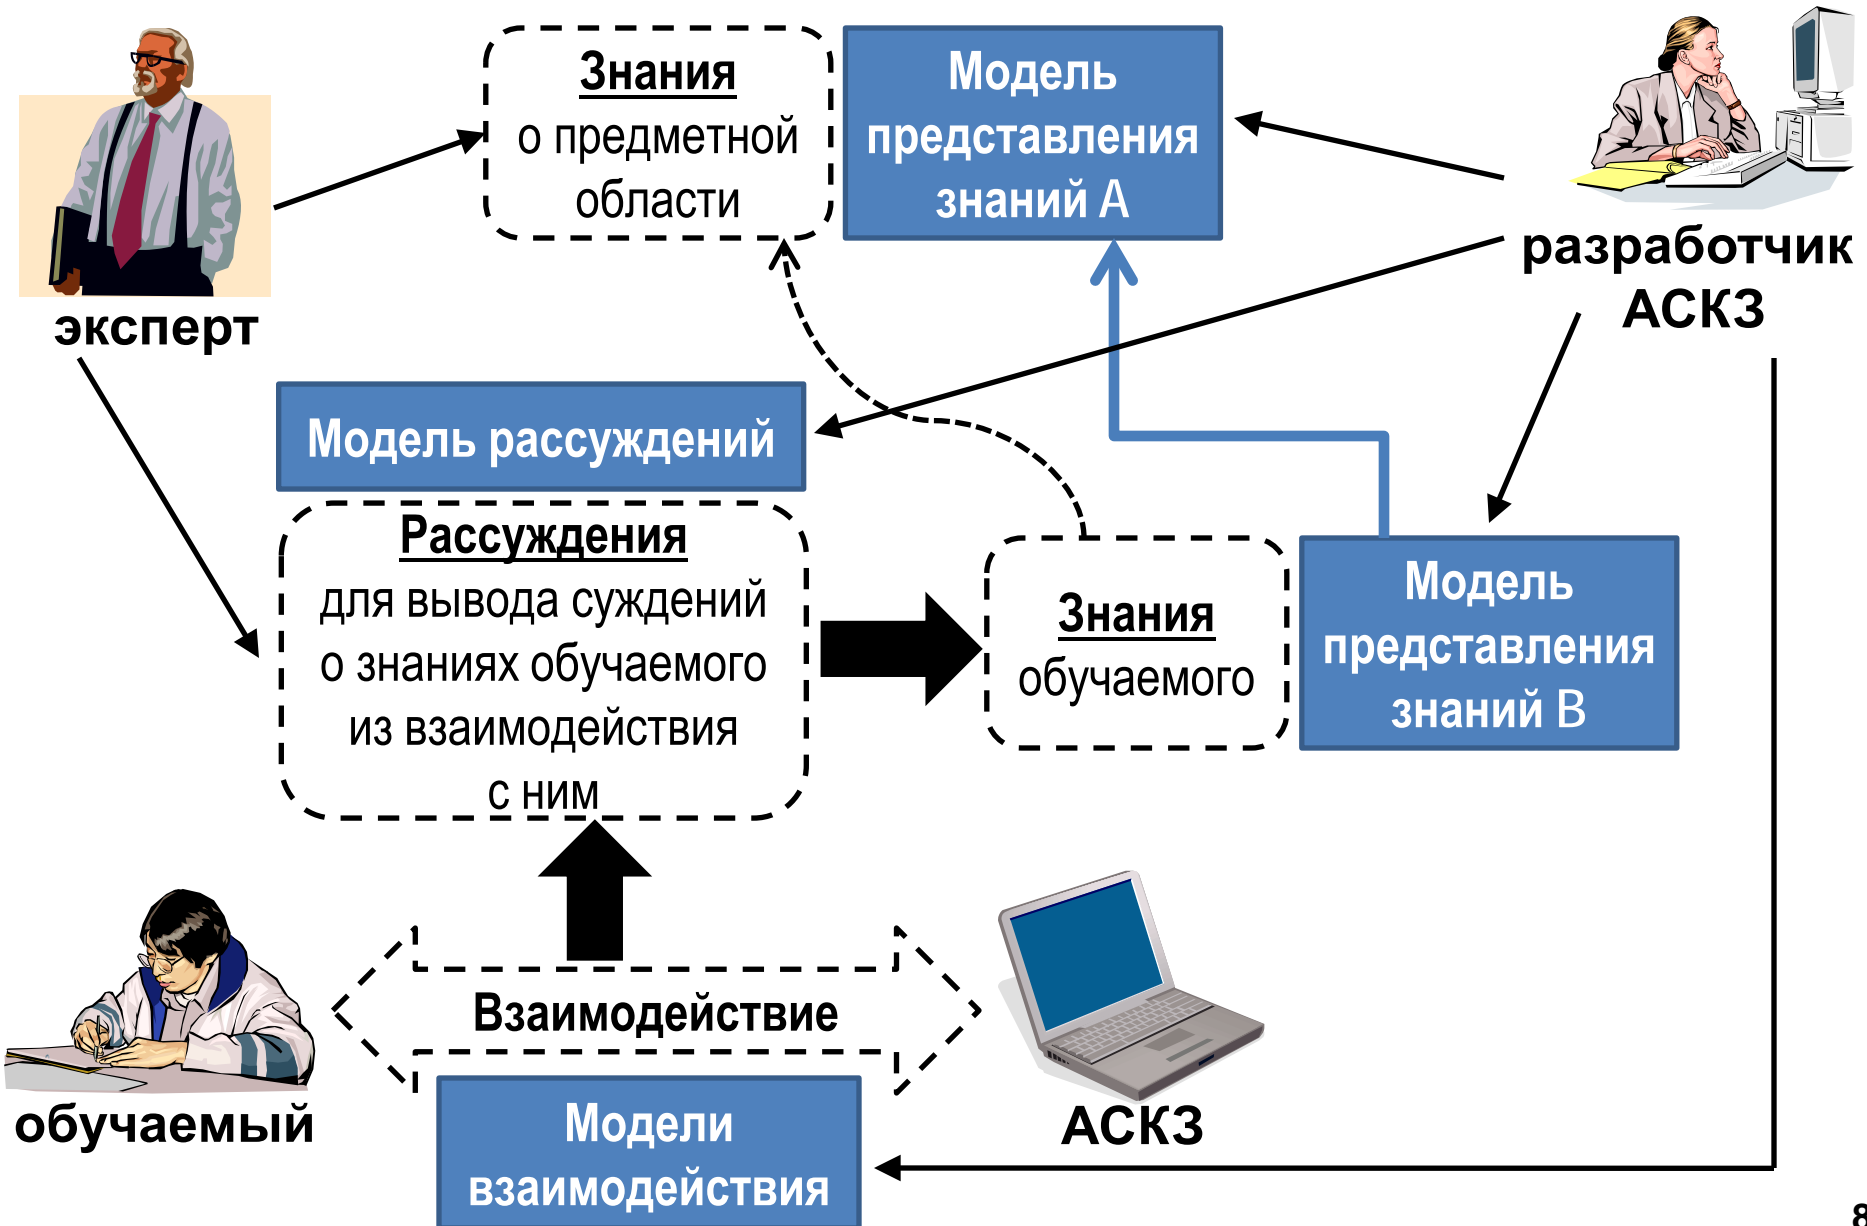 Знания
о предметной
области
Модель
представления
знаний А
разработчик
АСКЗ
эксперт
Модель рассуждений
Рассуждения
для вывода суждений
о знаниях обучаемого
из взаимодействия
с ним
Знания
обучаемого
Модель
представления
знаний В
Взаимодействие
обучаемый
АСКЗ
Модели
взаимодействия
8